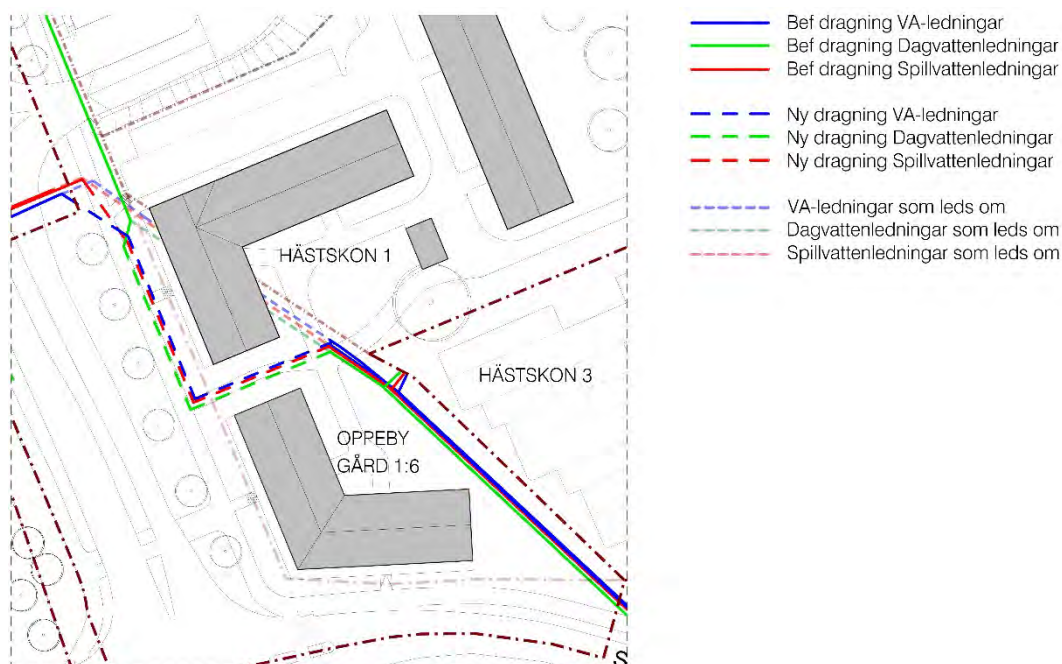 Bef dragning VA-ledningar
Bef dragning Dagvattenledningar
Bef dragning Spillvattenledningar
Ny dragning VA-ledningar
Ny dragning Dagvattenledningar
Ny dragning Spillvattenledningar
VA-ledningar som leds om
Dagvattenledningar som leds om
Spillvattenledningar som leds om
HÄSTSKON 1
HÄSTSKON 3
OPPEBY
GÅRD 1:6
S